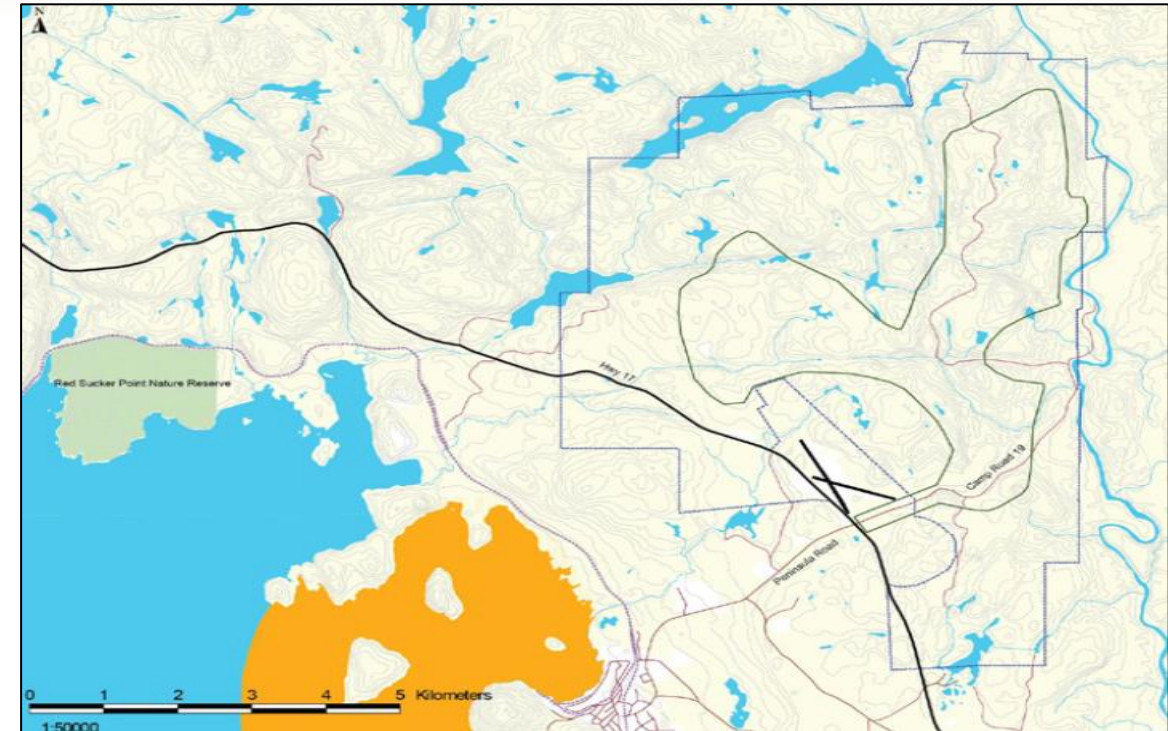 N
Red Sucker Point Nature Reserve
Hwy 17
Camp Road 19
Peninsula Road
0 1 2 3 4 5 Kilometers
1:50000